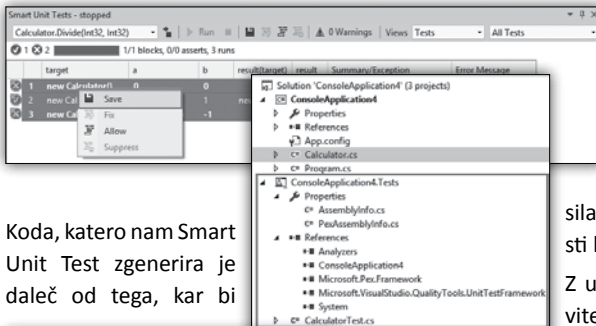 Smart Unit Tests - stopped
Calculator.Divide(Int32, Int32) Run 0 Warnings Views Tests All Tests
1 2 1/1 blocks, 0/0 asserts, 3 runs
target a b result(target) result Summary/Exception Error Message
1 new Calculator() 0 0
2 new Cal 1 new
3 new Cal -1
Save
Fix
Allow
Suppress
Solution 'ConsoleApplication4' (3 projects)
ConsoleApplication4
Properties
References
App.config
C# Calculator.cs
C# Program.cs
ConsoleApplication4.Tests
Properties
C# AssemblyInfo.cs
C# PexAssemblyInfo.cs
References
Analyzers
ConsoleApplication4
Microsoft.Pex.Framework
Microsoft.VisualStudio.QualityTools.UnitTestFramework
System
C# CalculatorTest.cs
Koda, katero nam Smart
Unit Test zgenerira je
daleč od tega, kar bi
sila
sti
Z u
vite